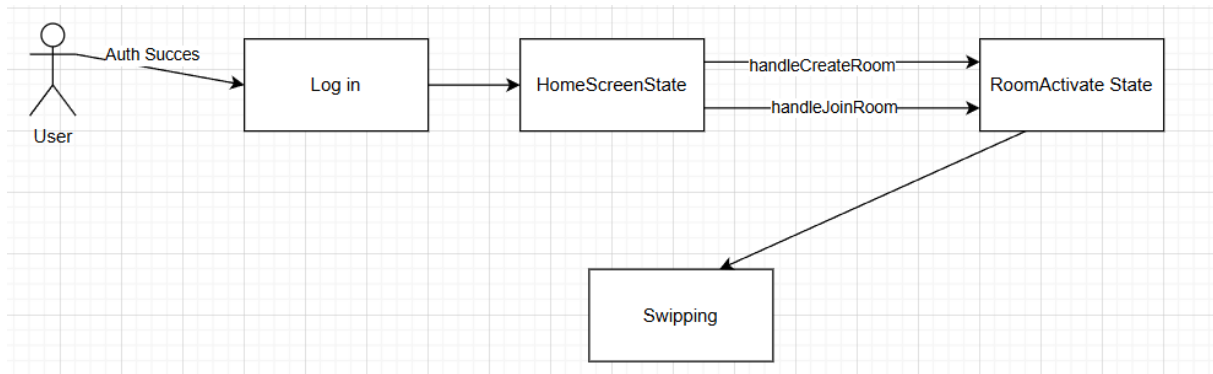 Auth Succes
User
Log in
HomeScreenState
handleCreateRoom
handleJoinRoom
RoomActivate State
Swipping